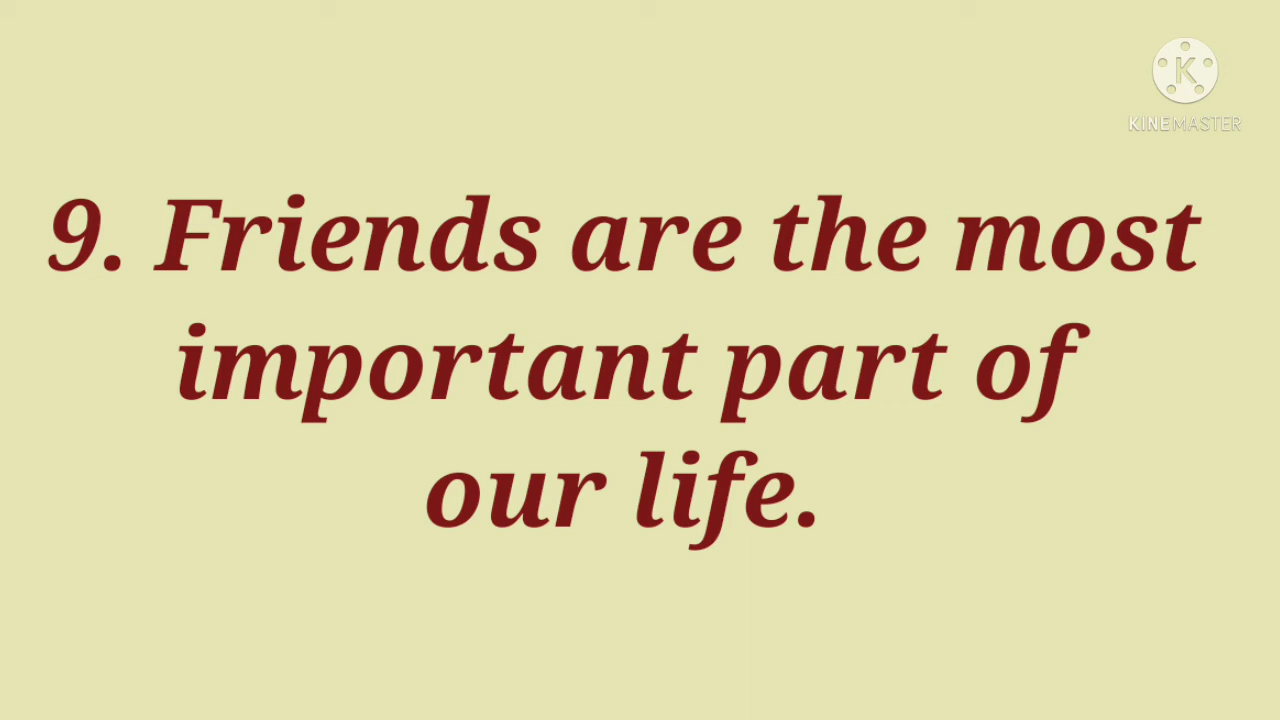 K
KINEMASTER
9. Friends are the most
important part of
our life.